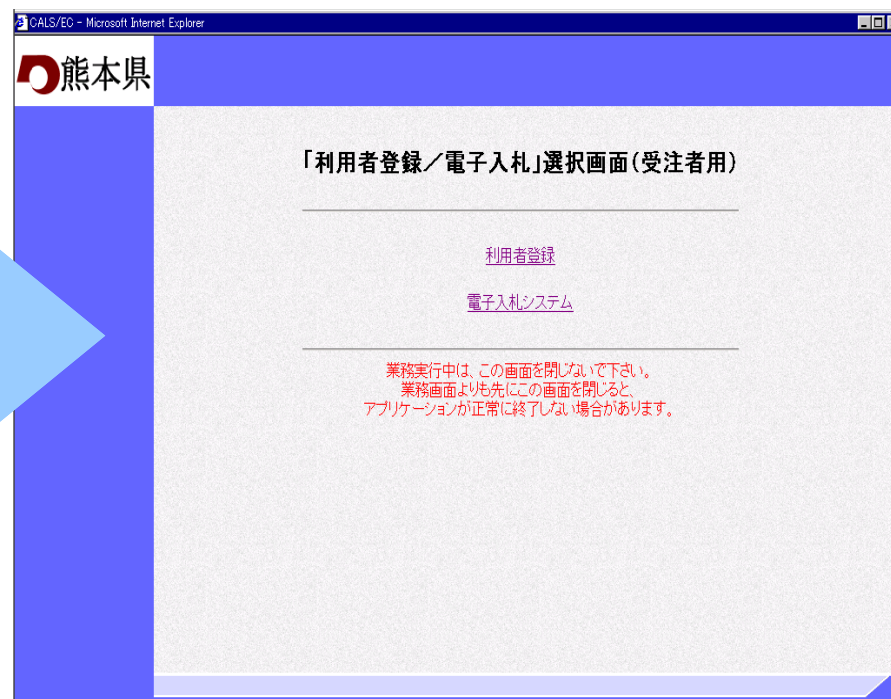 CALS/EC - Microsoft Internet Explorer
熊本県
「利用者登録／電子入札」選択画面(受注者用)
利用者登録
電子入札システム
業務実行中は、この画面を閉じないで下さい。
業務画面よりも先にこの画面を閉じると、
アプリケーションが正常に終了しない場合があります。